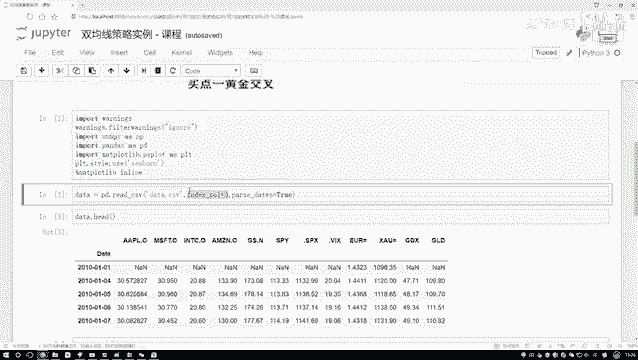 jupyter 双均线策略实例 - 课程 (autosaved)
File Edit View Insert Cell Kernel Widgets Help
Trusted Python 3
Code
买点一黄金交叉
In [1]: import warnings
warnings.filterwarnings("ignore")
import numpy as np
import pandas as pd
import matplotlib.pyplot as plt
plt.style.use("seaborn")
%matplotlib inline
In [2]: data = pd.read_csv("data.csv",index_col=0,parse_dates=True)
In [3]: data.head()
Out[3]:
AAPL.O MSFT.O INTC.O AMZN.O GS.N SPY .SPX .VIX EUR= XAU= GDX GLD
Date
2010-01-01 NaN NaN NaN NaN NaN NaN NaN NaN 1.4323 1096.35 NaN NaN
2010-01-04 30.572827 30.950 20.88 133.90 173.08 113.33 1132.99 20.04 1.4411 1120.00 47.71 109.80
2010-01-05 30.625684 30.960 20.87 134.69 176.14 113.63 1136.52 19.35 1.4368 1118.65 48.17 109.70
2010-01-06 30.138541 30.770 20.80 132.25 174.26 113.71 1137.14 19.16 1.4412 1138.50 49.34 111.51
2010-01-07 30.082827 30.452 20.60 130.00 177.67 114.19 1141.69 19.06 1.4318 1131.90 49.10 110.82